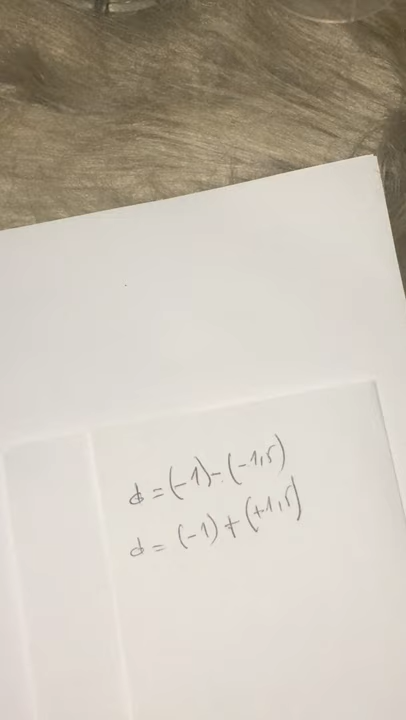 d = (-1) - (-1,5)
d = (-1) + (+1,5)